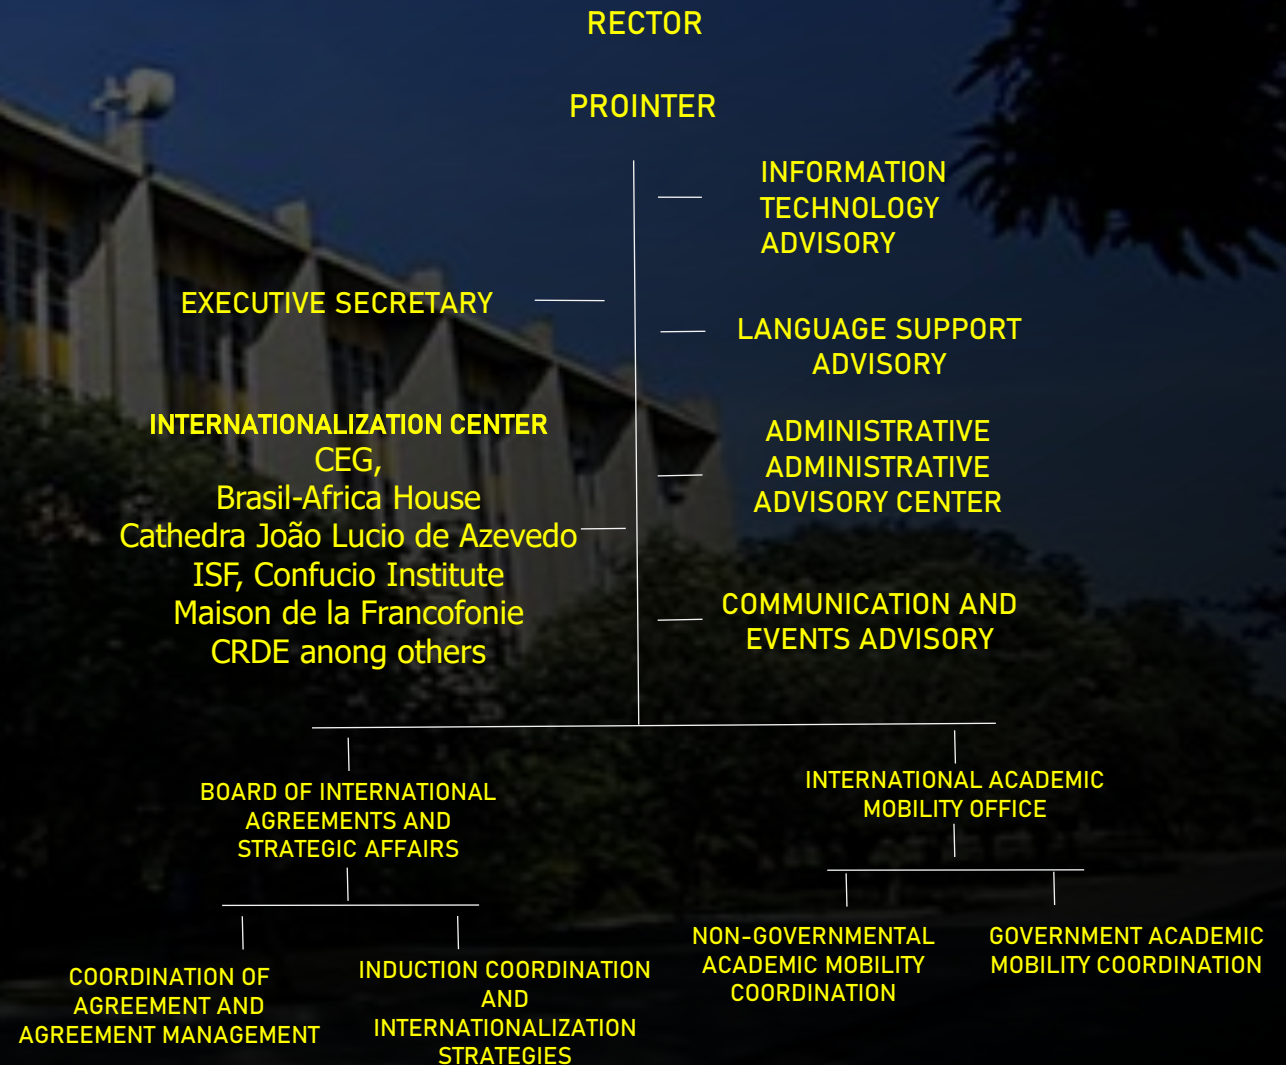 RECTOR
PROINTER
INFORMATION
TECHNOLOGY
ADVISORY
EXECUTIVE SECRETARY
LANGUAGE SUPPORT
ADVISORY
INTERNATIONALIZATION CENTER
CEG,
Brasil-Africa House
Cathedra João Lucio de Azevedo
ISF, Confucio Institute
Maison de la Francofonie
CRDE anong others
ADMINISTRATIVE
ADMINISTRATIVE
ADVISORY CENTER
COMMUNICATION AND
EVENTS ADVISORY
BOARD OF INTERNATIONAL
AGREEMENTS AND
STRATEGIC AFFAIRS
INTERNATIONAL ACADEMIC
MOBILITY OFFICE
COORDINATION OF
AGREEMENT AND
AGREEMENT MANAGEMENT
INDUCTION COORDINATION
AND
INTERNATIONALIZATION
STRATEGIES
NON-GOVERNMENTAL
ACADEMIC MOBILITY
COORDINATION
GOVERNMENT ACADEMIC
MOBILITY COORDINATION